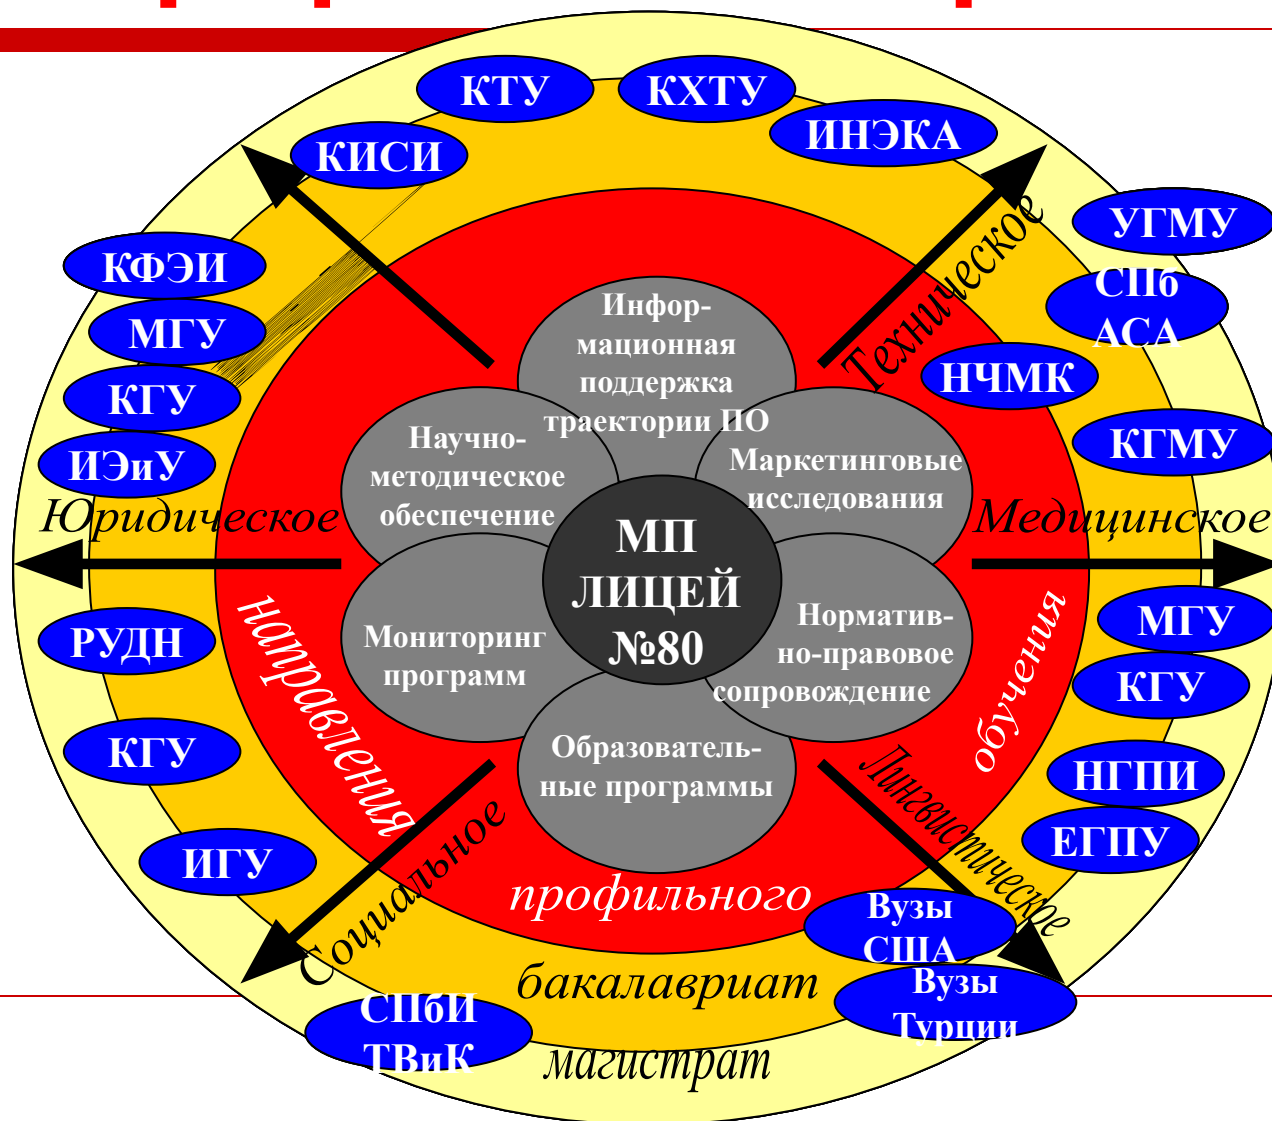 КТУ
КХТУ
ИНЭКА
КИСИ
УГМУ
СПб
АСА
КФЭИ
МГУ
КГУ
ИЭиУ
Техническое
НЧМК
КГМУ
Инфор-
мационная
поддержка
траектории ПО
Научно-
методическое
обеспечение
Маркетинговые
исследования
Юридическое
Медицинское
МП
ЛИЦЕЙ
№80
Мониторинг
программ
Норматив-
но-правовое
сопровождение
Образователь-
ные программы
РУДН
КГУ
ИГУ
МГУ
КГУ
НГПИ
ЕГПУ
направления
профильного
обучения
Социальное
Лингвистическое
Вузы
США
Вузы
Турции
бакалавриат
СПбИ
ТВиК
магистрат